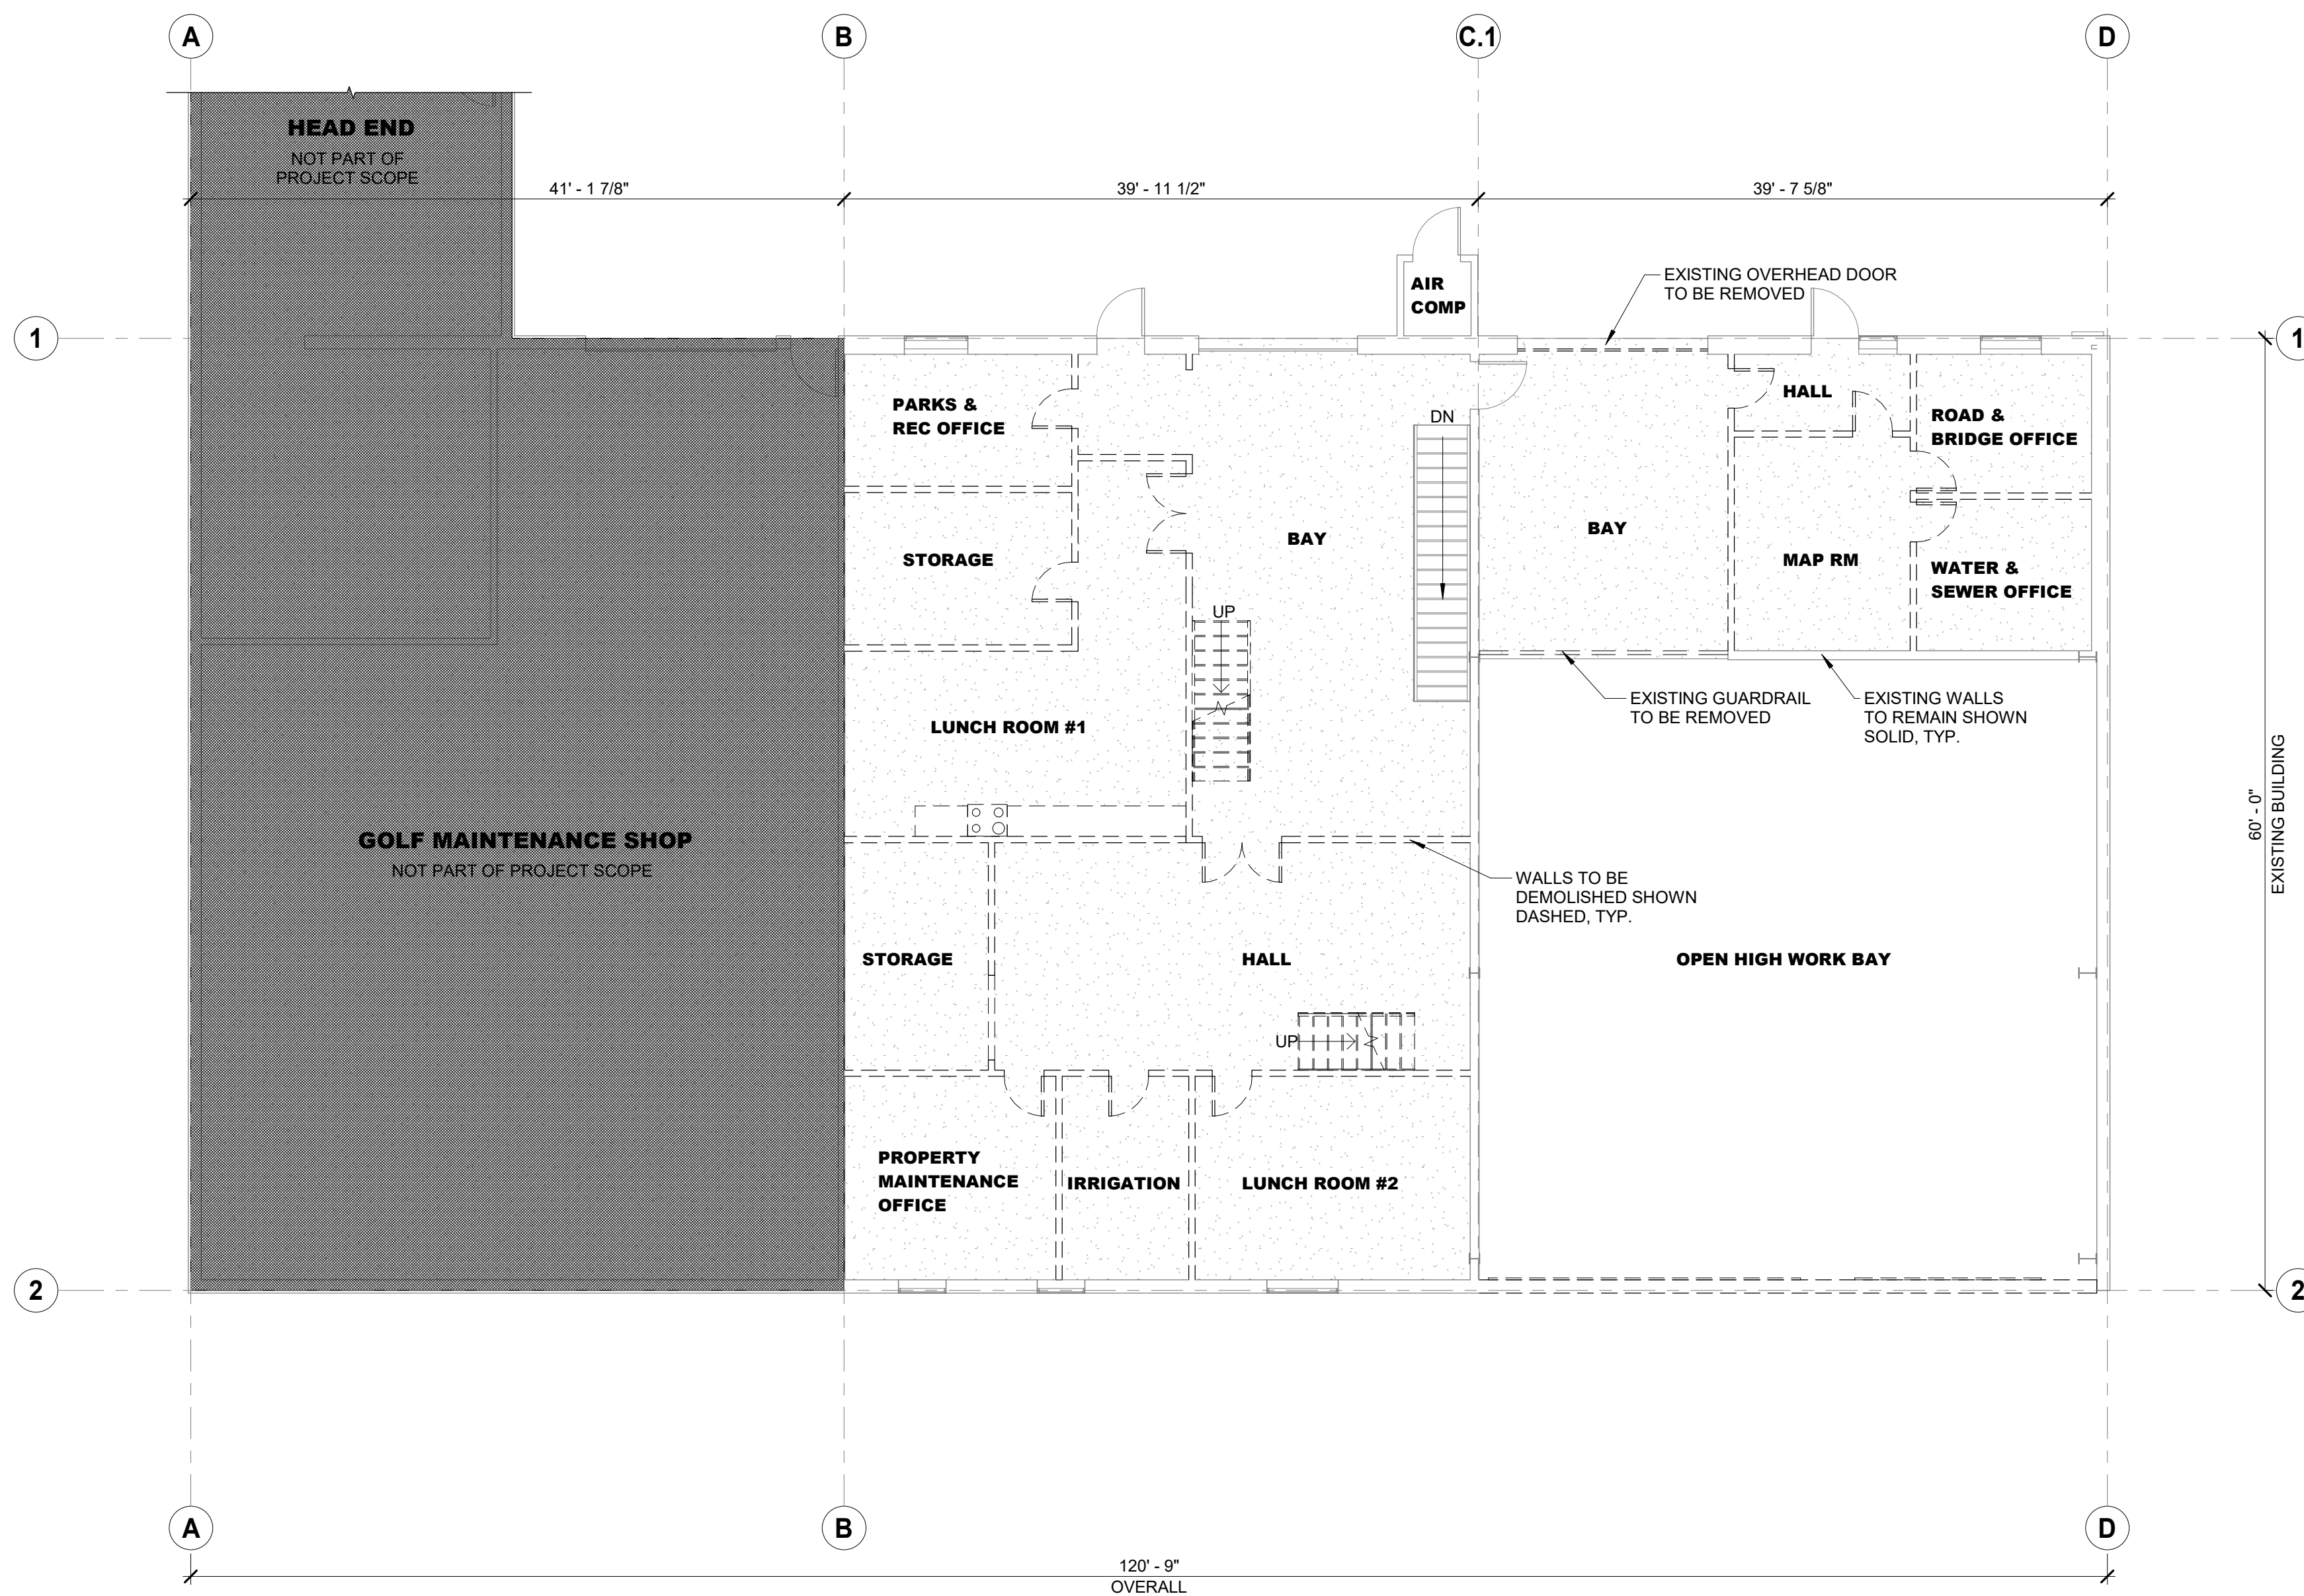 A
B
C.1
D
HEAD END
NOT PART OF
PROJECT SCOPE
41' - 1 7/8"
39' - 11 1/2"
39' - 7 5/8"
AIR
COMP
EXISTING OVERHEAD DOOR
TO BE REMOVED
1
1
PARKS &
REC OFFICE
DN
HALL
ROAD &
BRIDGE OFFICE
STORAGE
BAY
BAY
MAP RM
WATER &
SEWER OFFICE
UP
LUNCH ROOM #1
EXISTING GUARDRAIL
TO BE REMOVED
EXISTING WALLS
TO REMAIN SHOWN
SOLID, TYP.
60' - 0"
EXISTING BUILDING
GOLF MAINTENANCE SHOP
NOT PART OF PROJECT SCOPE
WALLS TO BE
DEMOLISHED SHOWN
DASHED, TYP.
STORAGE
HALL
OPEN HIGH WORK BAY
UP
PROPERTY
MAINTENANCE
OFFICE
IRRIGATION
LUNCH ROOM #2
2
2
A
B
D
120' - 9"
OVERALL